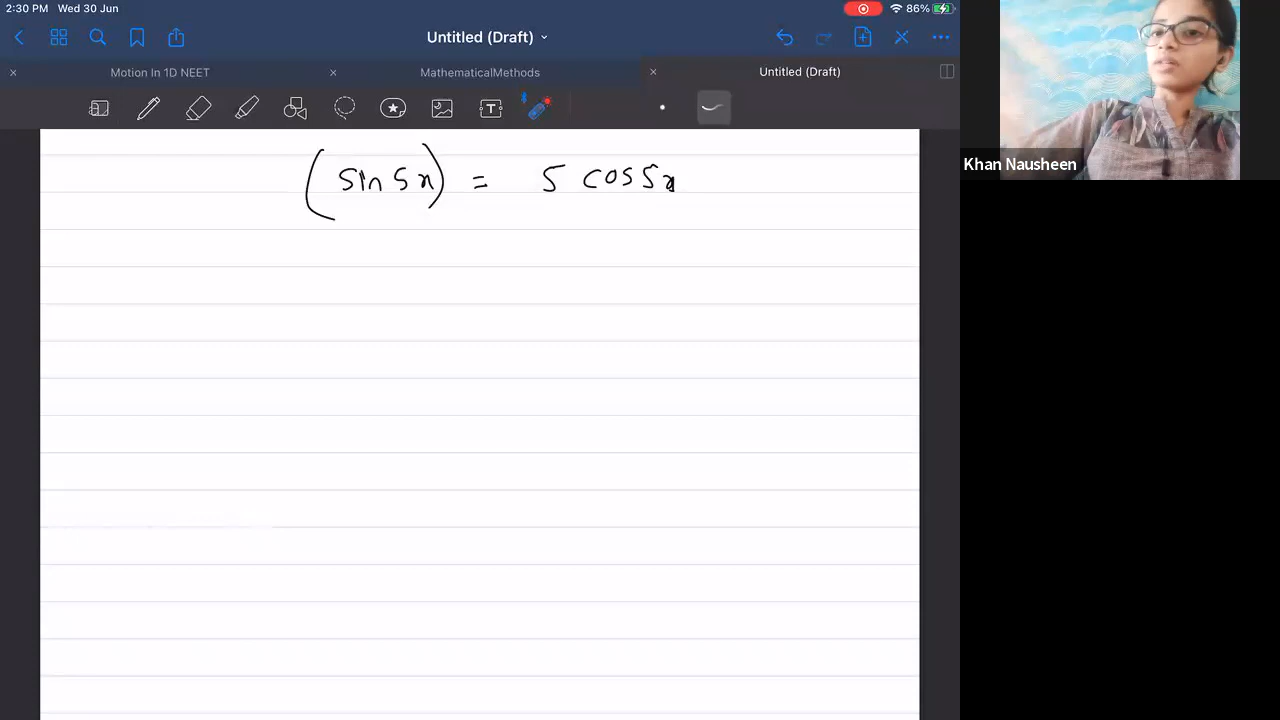 2:30 PM Wed 30 Jun
86%
Untitled (Draft)
Motion In 1D NEET
MathematicalMethods
Untitled (Draft)
T
(sin 5x) = 5 cos 5x
Khan Nausheen